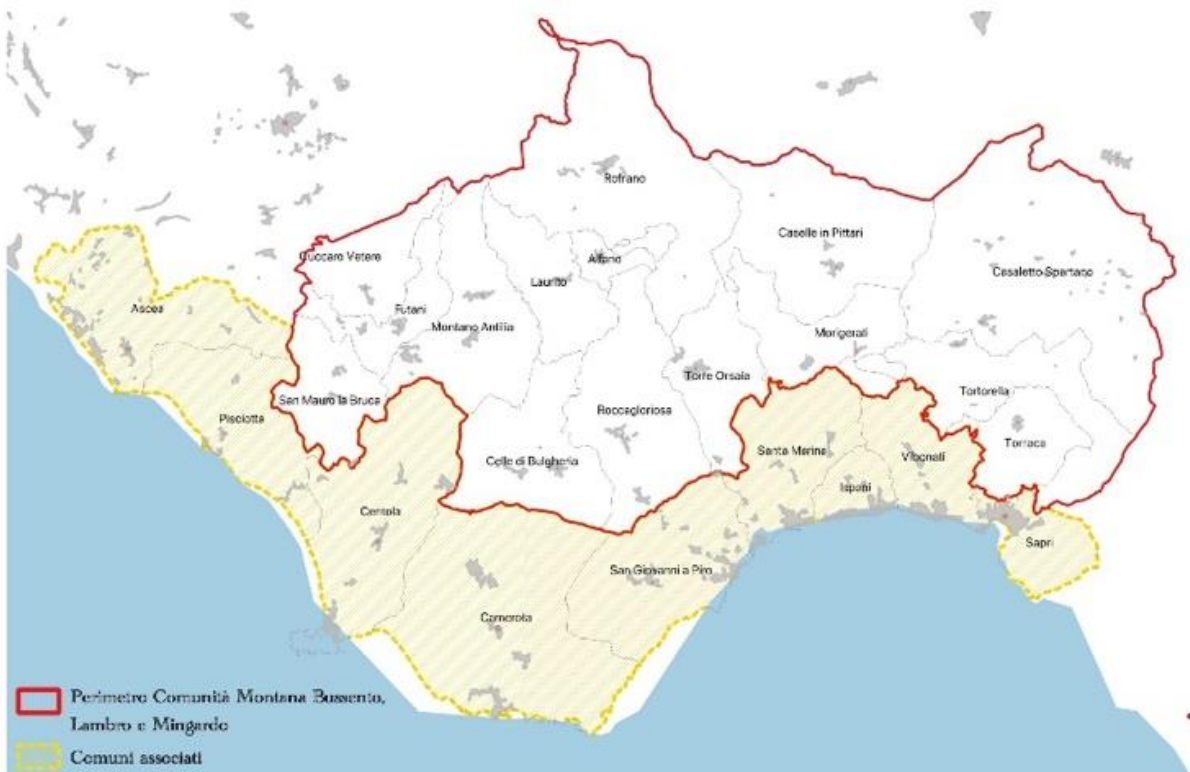 Rofrano
Caselle in Pittari
Cuccaro Vetere
Alfano
Casaletto Spartano
Laurito
Ascea
Futani
Montano Antilia
Morigerati
Torre Orsaia
Tortorella
San Mauro la Bruca
Roccagloriosa
Pisciotta
Torraca
Santa Marina
Vibonati
Celle di Bulgheria
Ispani
Centola
Sapri
San Giovanni a Piro
Camerota
Perimetro Comunità Montana Bussento,
Lambro e Mingardo
Comuni associati